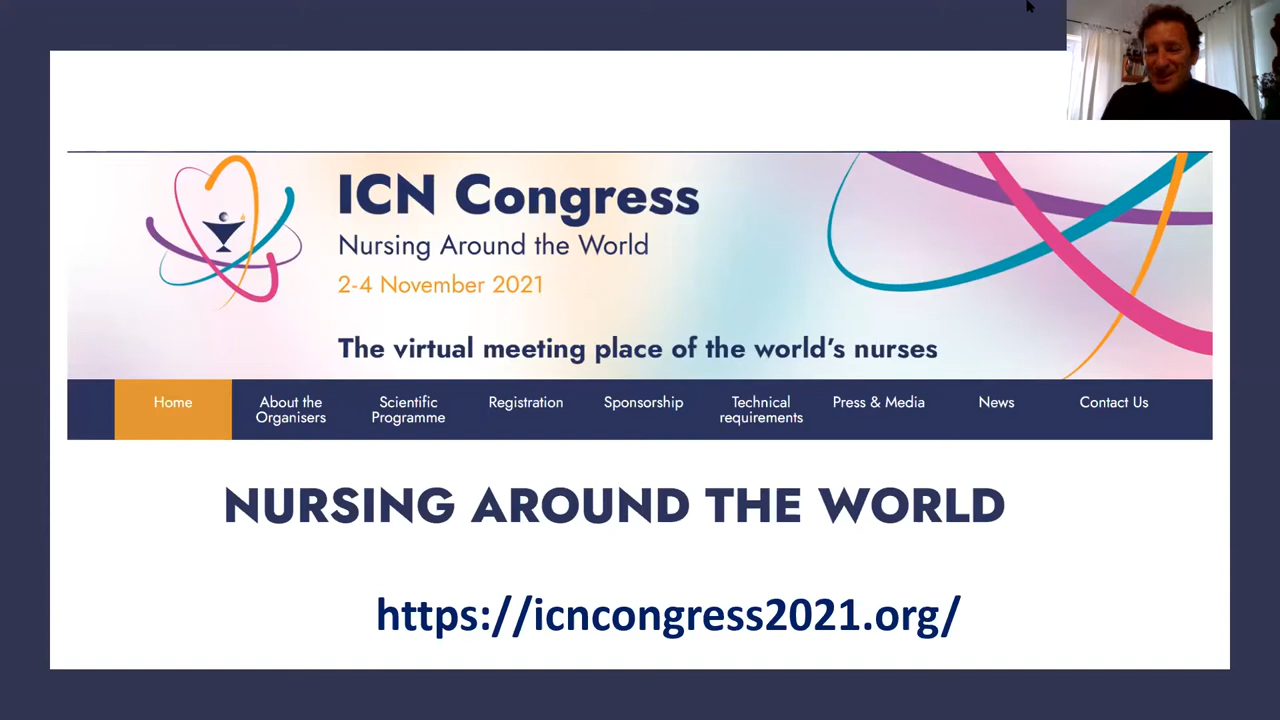 ICN Congress
Nursing Around the World
2-4 November 2021
The virtual meeting place of the world's nurses
Home
About the
Organisers
Scientific
Programme
Registration
Sponsorship
Technical
requirements
Press & Media
News
Contact Us
NURSING AROUND THE WORLD
https://icncongress2021.org/